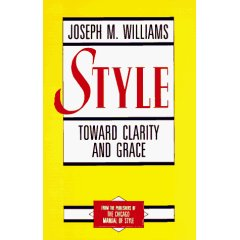 JOSEPH M. WILLIAMS
STYLE
TOWARD CLARITY
AND GRACE
FROM THE PUBLISHERS OF
THE CHICAGO
MANUAL OF STYLE